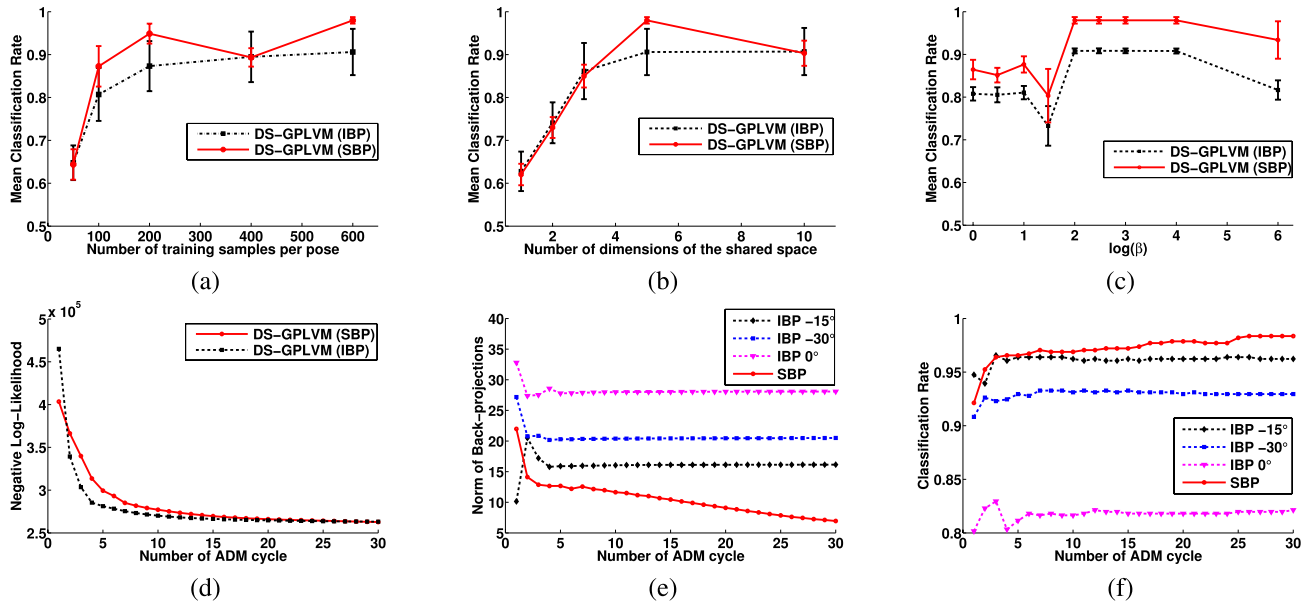 Mean Classification Rate
1
0.9
0.8
0.7
0.6
0.5
0 100 200 300 400 500 600
Number of training samples per pose
DS-GPLVM (IBP)
DS-GPLVM (SBP)
(a)
Mean Classification Rate
1
0.9
0.8
0.7
0.6
0.5
2 4 6 8 10
Number of dimensions of the shared space
DS-GPLVM (IBP)
DS-GPLVM (SBP)
(b)
Mean Classification Rate
1
0.9
0.8
0.7
0.6
0.5
0 1 2 3 4 5 6
log(β)
DS-GPLVM (IBP)
DS-GPLVM (SBP)
(c)
Negative Log-Likelihood
x 10^5
5
4.5
4
3.5
3
2.5
0 5 10 15 20 25 30
Number of ADM cycle
DS-GPLVM (SBP)
DS-GPLVM (IBP)
(d)
Norm of Back-projections
40
35
30
25
20
15
10
5
0 5 10 15 20 25 30
Number of ADM cycle
IBP -15°
IBP -30°
IBP 0°
SBP
(e)
Classification Rate
1
0.95
0.9
0.85
0.8
0 5 10 15 20 25 30
Number of ADM cycle
IBP -15°
IBP -30°
IBP 0°
SBP
(f)